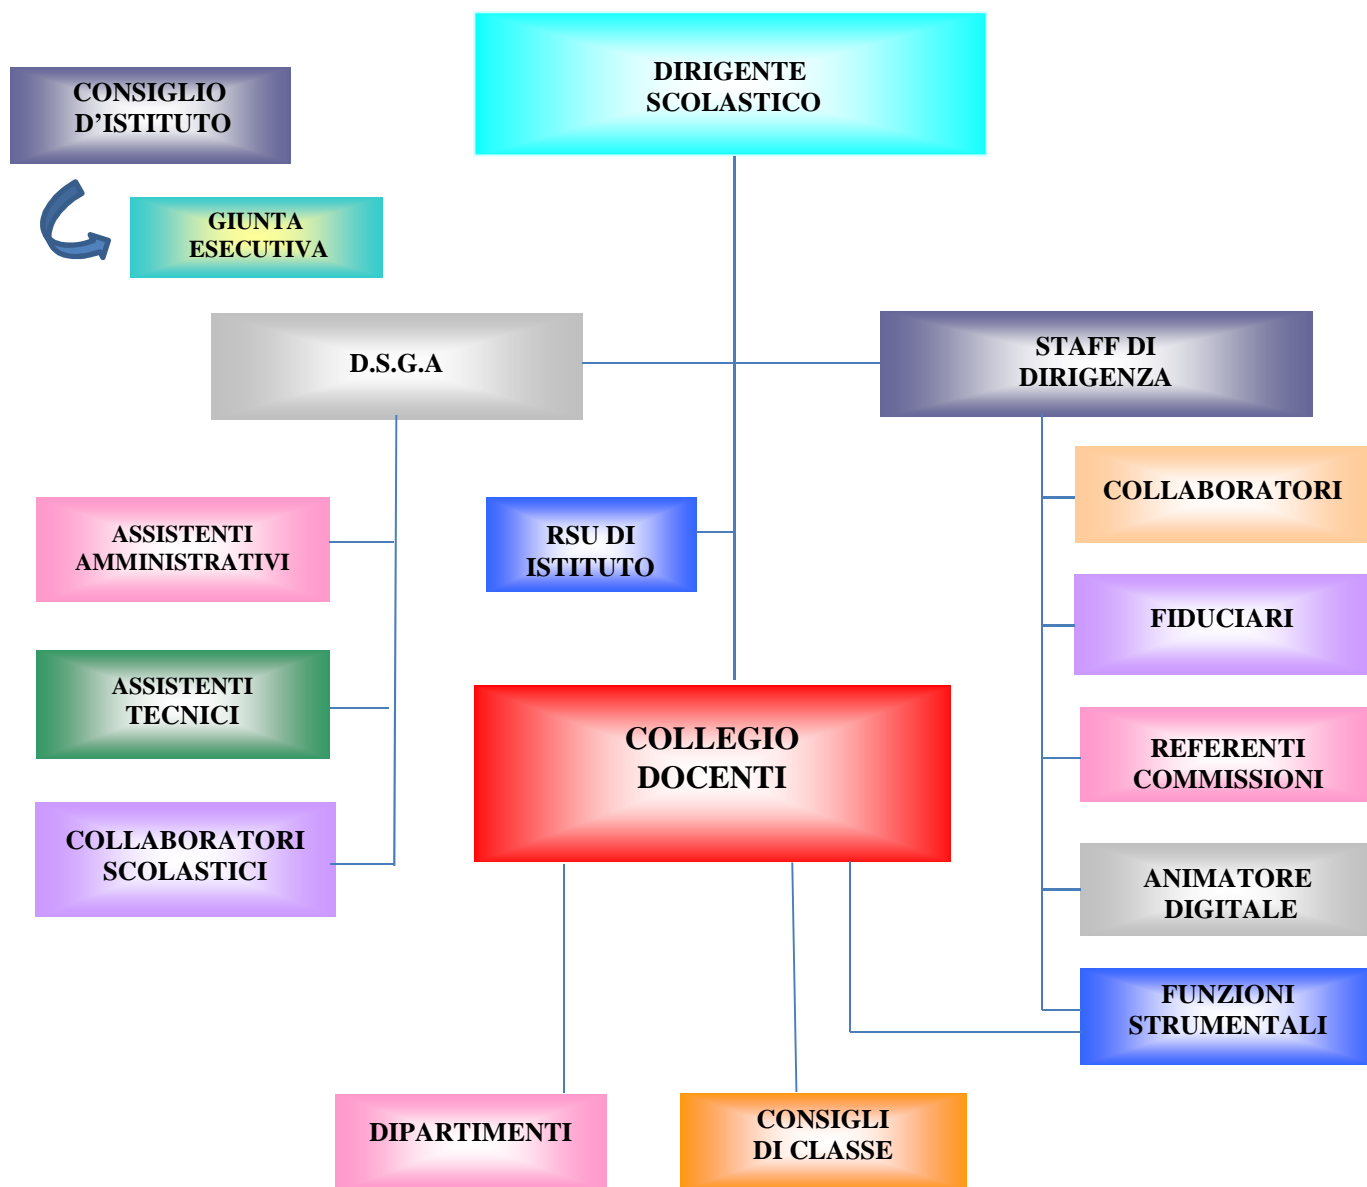 DIRIGENTE
SCOLASTICO
CONSIGLIO
D'ISTITUTO
GIUNTA
ESECUTIVA
D.S.G.A
STAFF DI
DIRIGENZA
COLLABORATORI
ASSISTENTI
AMMINISTRATIVI
RSU DI
ISTITUTO
FIDUCIARI
ASSISTENTI
TECNICI
COLLEGIO
DOCENTI
REFERENTI
COMMISSIONI
COLLABORATORI
SCOLASTICI
ANIMATORE
DIGITALE
FUNZIONI
STRUMENTALI
DIPARTIMENTI
CONSIGLI
DI CLASSE